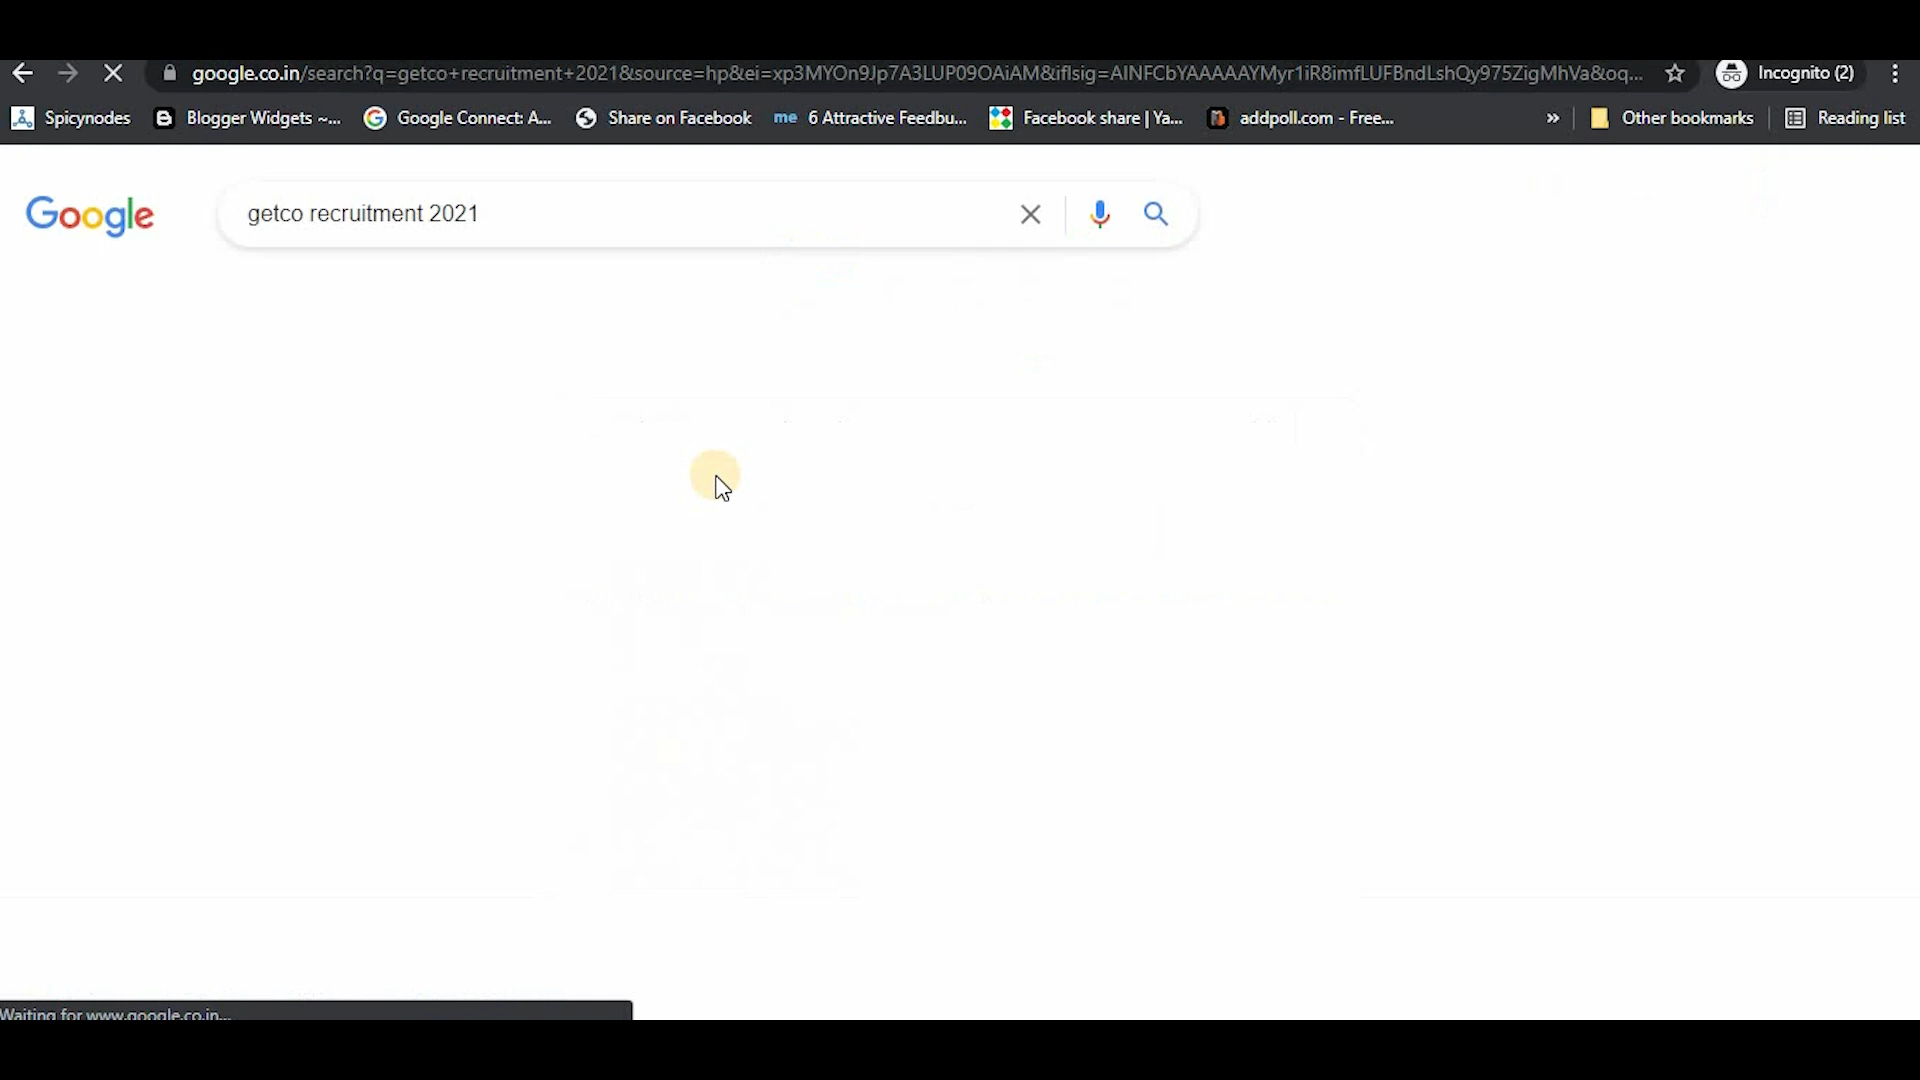 google.co.in/search?q=getco+recruitment+2021&source=hp&ei=xp3MYOn9Jp7A3LUP09OAiAM&iflsig=AINFCbYAAAAAYMyr1iR8imfLUFBndLshQy975ZigMhVa&oq... Incognito (2)
Spicynodes Blogger Widgets ~... Google Connect: A... Share on Facebook me 6 Attractive Feedbu... Facebook share | Ya... addpoll.com - Free... » Other bookmarks Reading list
Google getco recruitment 2021
Waiting for www.google.co.in...